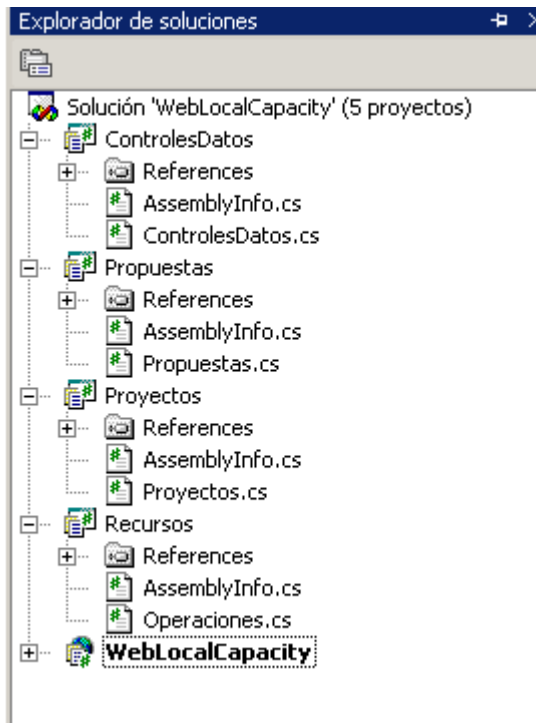 Explorador de soluciones
Solución 'WebLocalCapacity' (5 proyectos)
ControlesDatos
References
AssemblyInfo.cs
ControlesDatos.cs
Propuestas
References
AssemblyInfo.cs
Propuestas.cs
Proyectos
References
AssemblyInfo.cs
Proyectos.cs
Recursos
References
AssemblyInfo.cs
Operaciones.cs
WebLocalCapacity